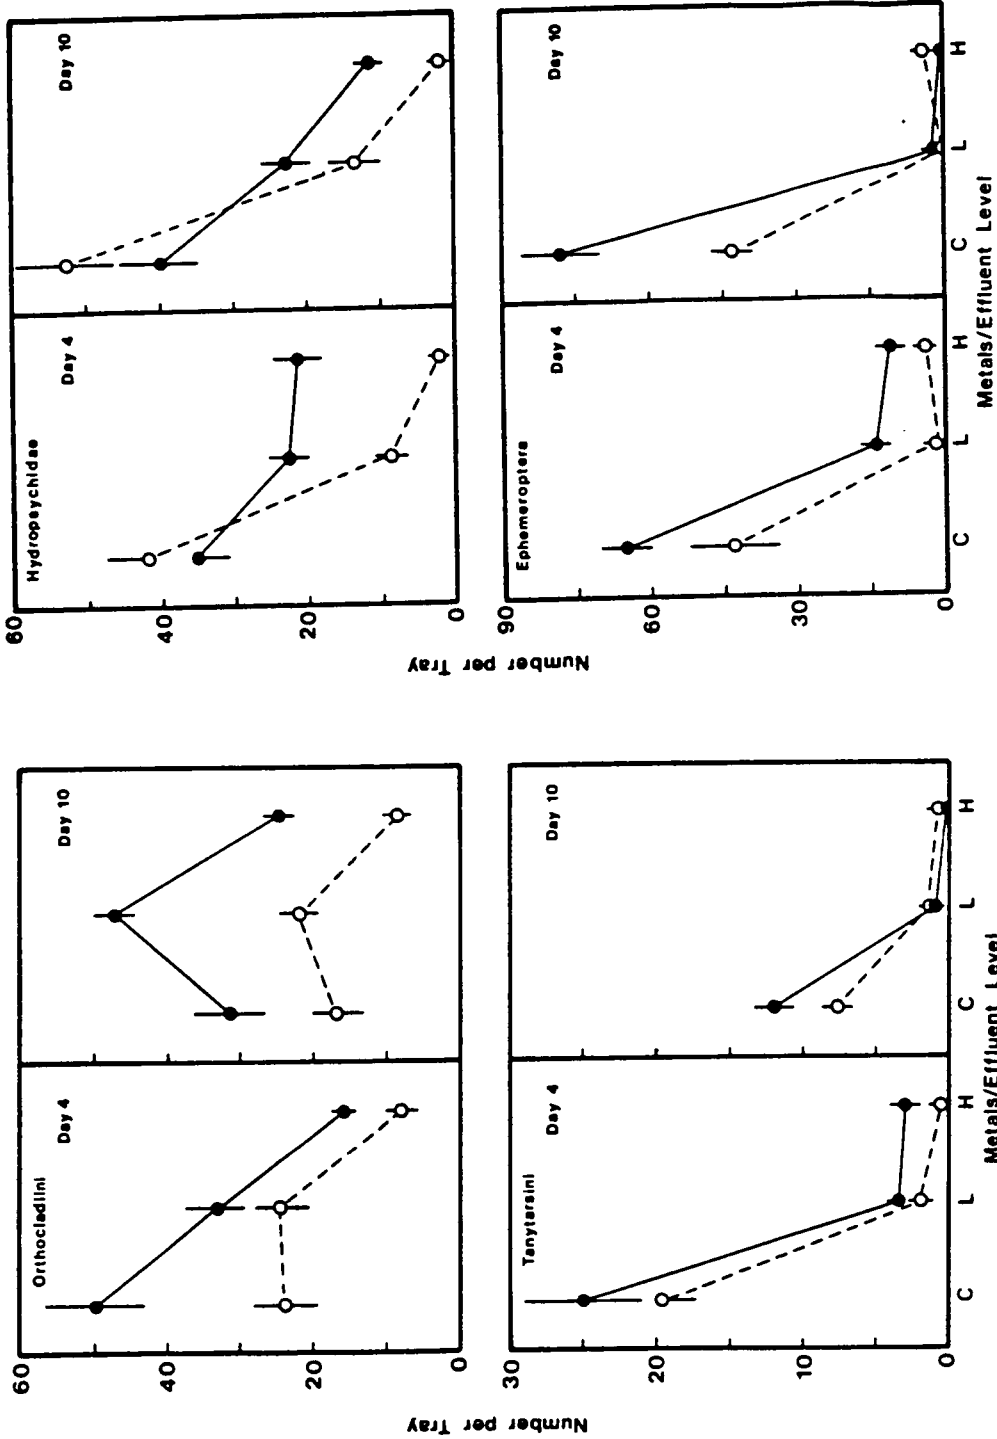 Orthocladiini
Day 4
Day 10
60
40
20
0
Number per Tray
Hydropsychidae
Day 4
Day 10
60
40
20
0
Number per Tray
Tanytarsini
Day 4
Day 10
30
20
10
0
C L H C L H
Metals/Effluent Level
Ephemeroptera
Day 4
Day 10
90
60
30
0
C L H C L H
Metals/Effluent Level